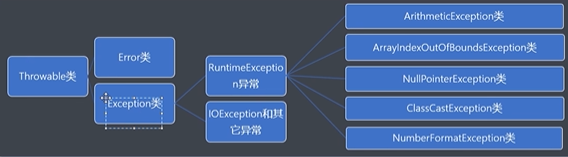 Throwable类
Error类
Exception类
RuntimeExceptio
n异常
IOException和其
它异常
ArithmeticException类
ArrayIndexOutOfBoundsException类
NullPointerException类
ClassCastException类
NumberFormatException类